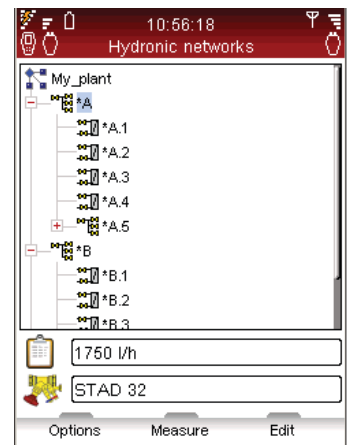 10:56:18
Hydronic networks
My_plant
*A
*A.1
*A.2
*A.3
*A.4
*A.5
*B
*B.1
*B.2
*B.3
1750 l/h
STAD 32
Options Measure Edit